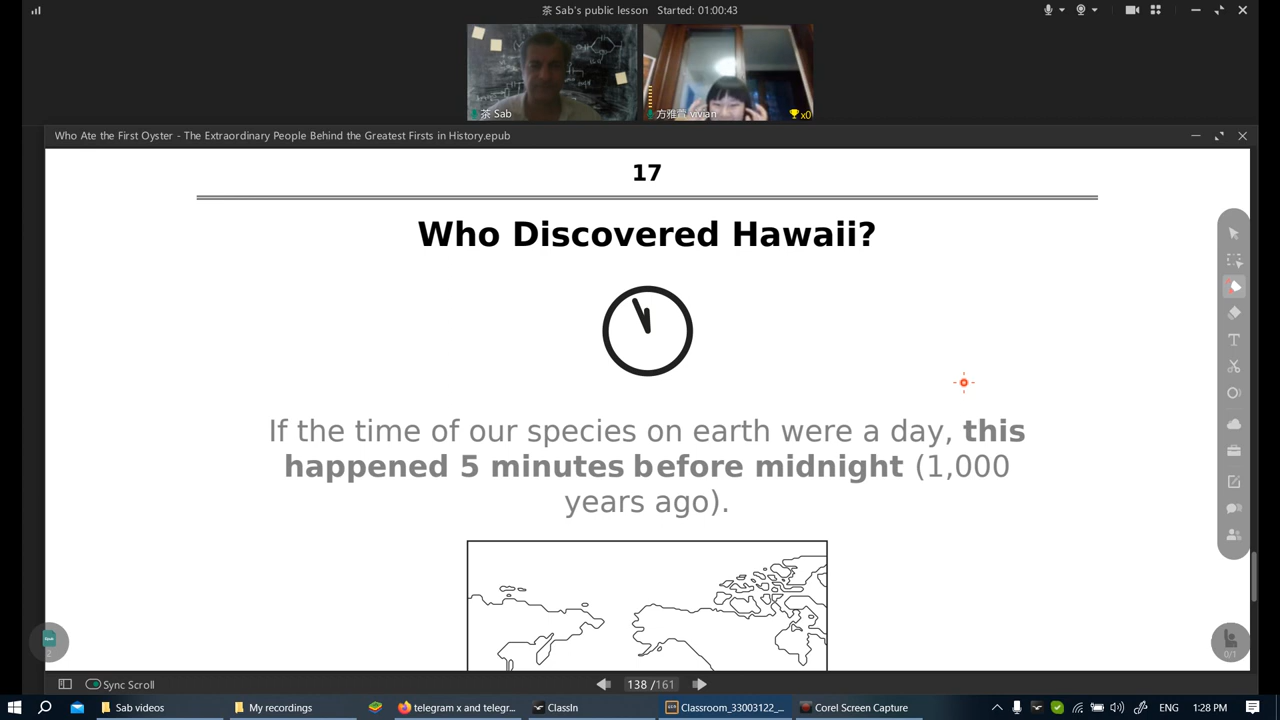 茶 Sab's public lesson Started: 01:00:43
茶 Sab
方雅萱 vivian
x0
Who Ate the First Oyster - The Extraordinary People Behind the Greatest Firsts in History.epub
17
Who Discovered Hawaii?
If the time of our species on earth were a day, this
happened 5 minutes before midnight (1,000
years ago).
2
0/1
Sync Scroll
138 /161
Sab videos
My recordings
telegram x and telegr...
ClassIn
Classroom_33003122_...
Corel Screen Capture
ENG
1:28 PM